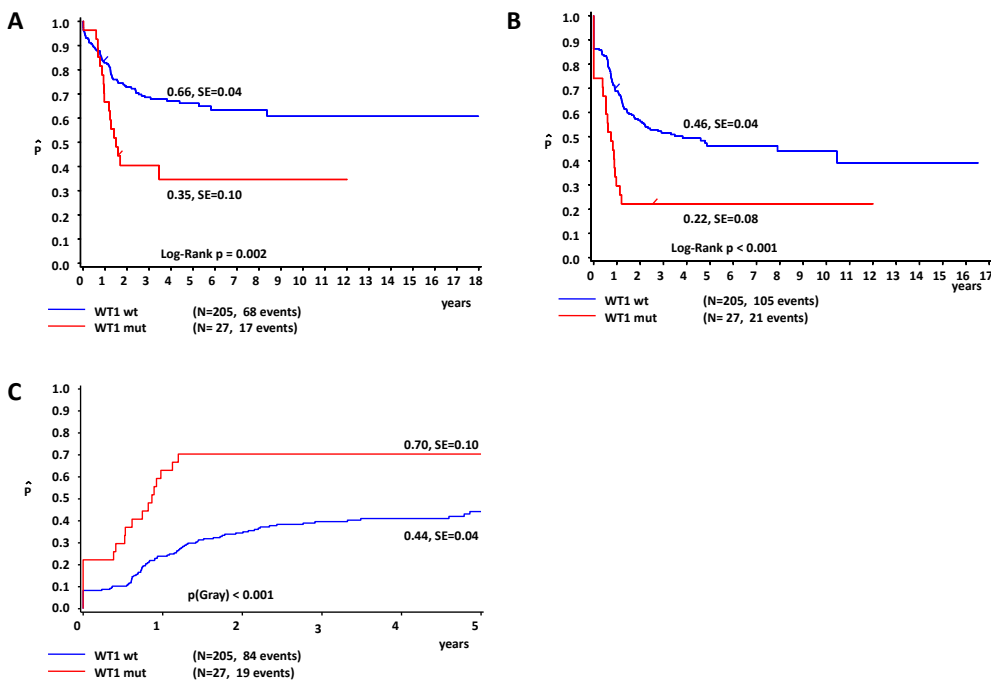 A
1.0
0.9
0.8
0.7
0.6
0.5
0.4
0.3
0.2
0.1
0.0
P̂
0.66, SE=0.04
0.35, SE=0.10
Log-Rank p = 0.002
0 1 2 3 4 5 6 7 8 9 10 11 12 13 14 15 16 17 18
years
WT1 wt (N=205, 68 events)
WT1 mut (N= 27, 17 events)
B
1.0
0.9
0.8
0.7
0.6
0.5
0.4
0.3
0.2
0.1
0.0
P̂
0.46, SE=0.04
0.22, SE=0.08
Log-Rank p < 0.001
0 1 2 3 4 5 6 7 8 9 10 11 12 13 14 15 16 17
years
WT1 wt (N=205, 105 events)
WT1 mut (N= 27, 21 events)
C
1.0
0.9
0.8
0.7
0.6
0.5
0.4
0.3
0.2
0.1
0.0
P̂
0.70, SE=0.10
0.44, SE=0.04
p(Gray) < 0.001
0 1 2 3 4 5
years
WT1 wt (N=205, 84 events)
WT1 mut (N=27, 19 events)